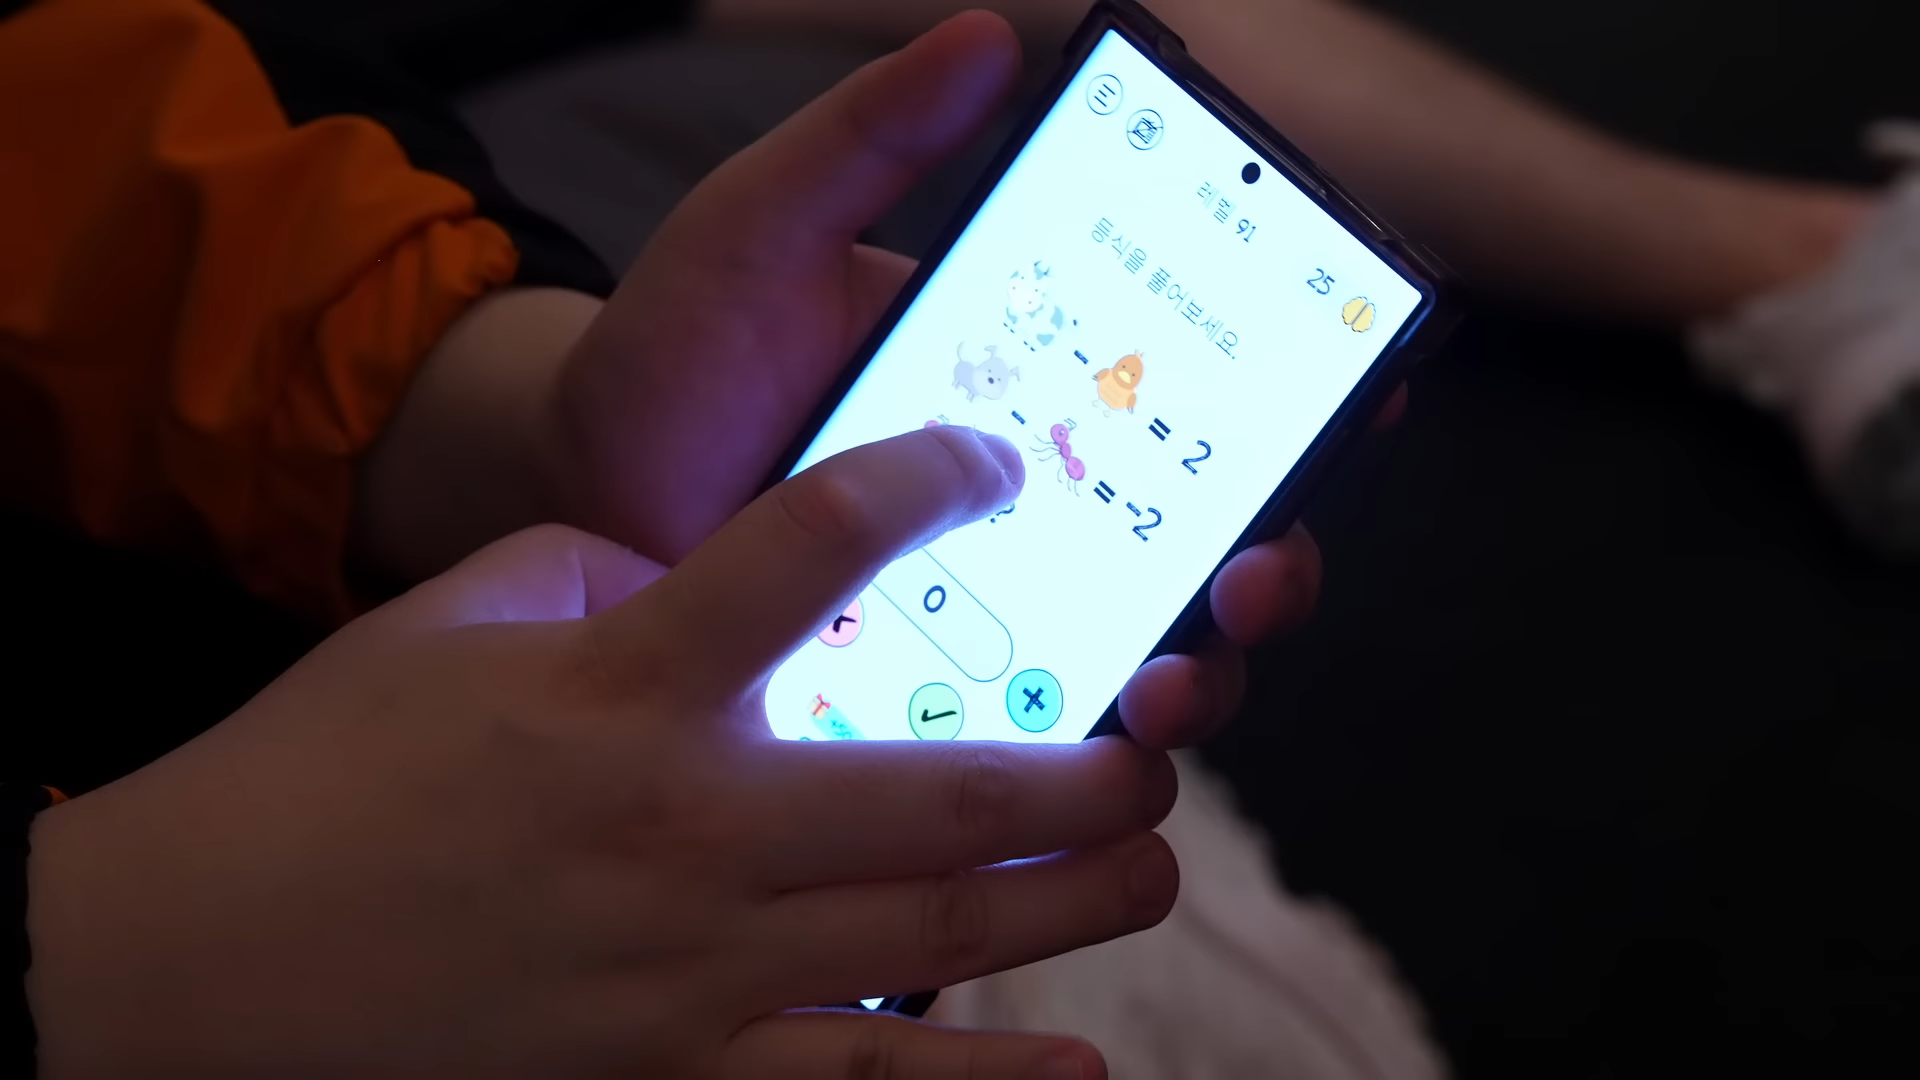 레벨 91
25
등식을 풀어보세요.
- = 2
- = -2
?
0